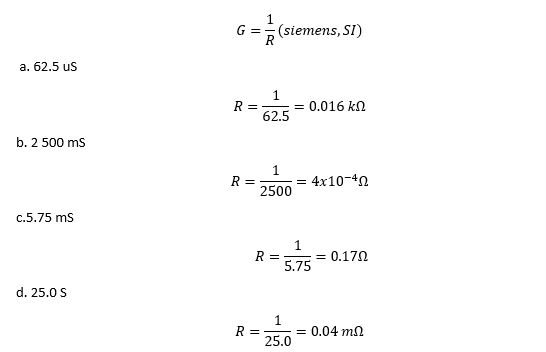 G = 1/R (siemens, SI)
a. 62.5 uS
R = 1/62.5 = 0.016 kΩ
b. 2 500 mS
R = 1/2500 = 4x10⁻⁴Ω
c.5.75 mS
R = 1/5.75 = 0.17Ω
d. 25.0 S
R = 1/25.0 = 0.04 mΩ